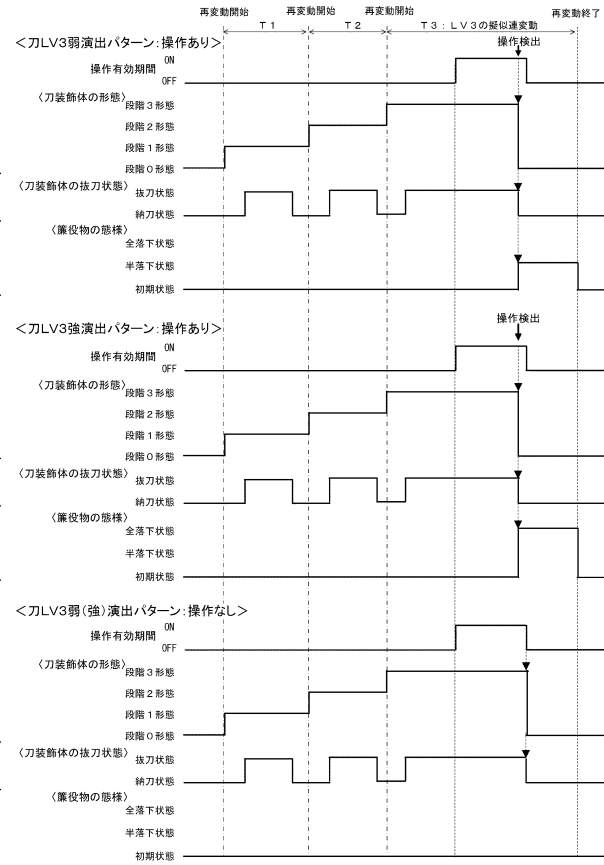 再変動開始 再変動開始 再変動開始 再変動終了
Ｔ１ Ｔ２ Ｔ３：ＬＶ３の擬似連変動
＜刀ＬＶ３弱演出パターン：操作あり＞
操作検出
操作有効期間 ON
OFF
〈刀装飾体の形態〉
段階３形態
段階２形態
段階１形態
段階０形態
〈刀装飾体の抜刀状態〉
抜刀状態
納刀状態
〈簾役物の態様〉
全落下状態
半落下状態
初期状態
＜刀ＬＶ３強演出パターン：操作あり＞
操作検出
操作有効期間 ON
OFF
〈刀装飾体の形態〉
段階３形態
段階２形態
段階１形態
段階０形態
〈刀装飾体の抜刀状態〉
抜刀状態
納刀状態
〈簾役物の態様〉
全落下状態
半落下状態
初期状態
＜刀ＬＶ３弱（強）演出パターン：操作なし＞
操作有効期間 ON
OFF
〈刀装飾体の形態〉
段階３形態
段階２形態
段階１形態
段階０形態
〈刀装飾体の抜刀状態〉
抜刀状態
納刀状態
〈簾役物の態様〉
全落下状態
半落下状態
初期状態